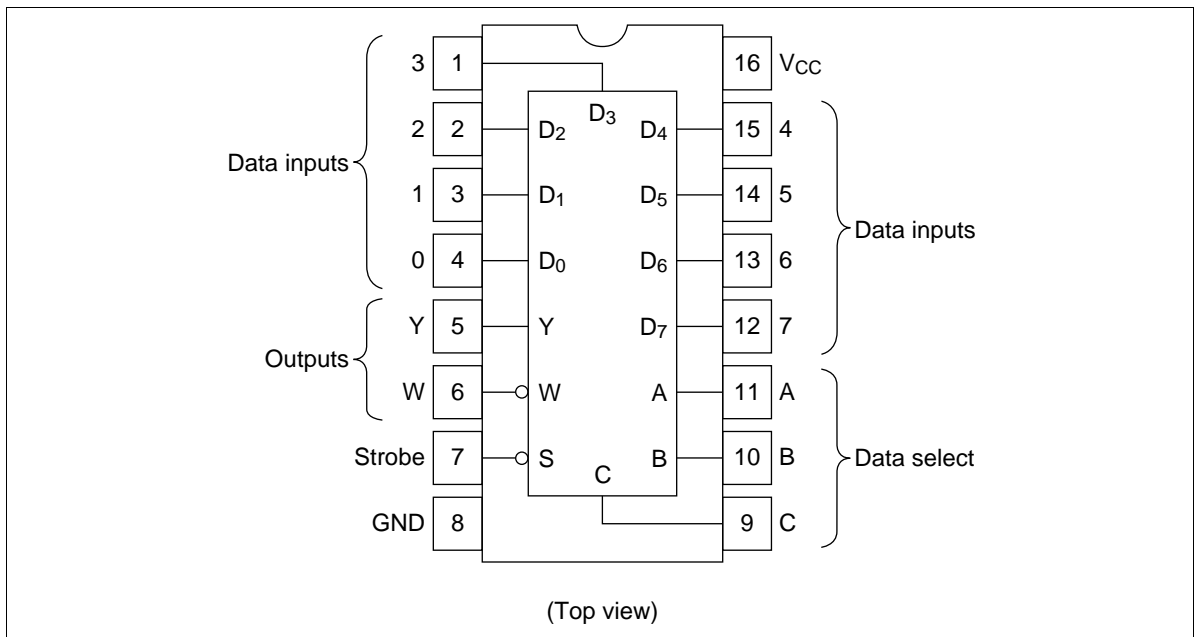 3 1 D3 16 VCC
2 2 D2 D4 15 4
Data inputs
1 3 D1 D5 14 5
Data inputs
0 4 D0 D6 13 6
Y 5 Y D7 12 7
Outputs
W 6 W A 11 A
Strobe 7 S B 10 B
Data select
GND 8 C 9 C
(Top view)